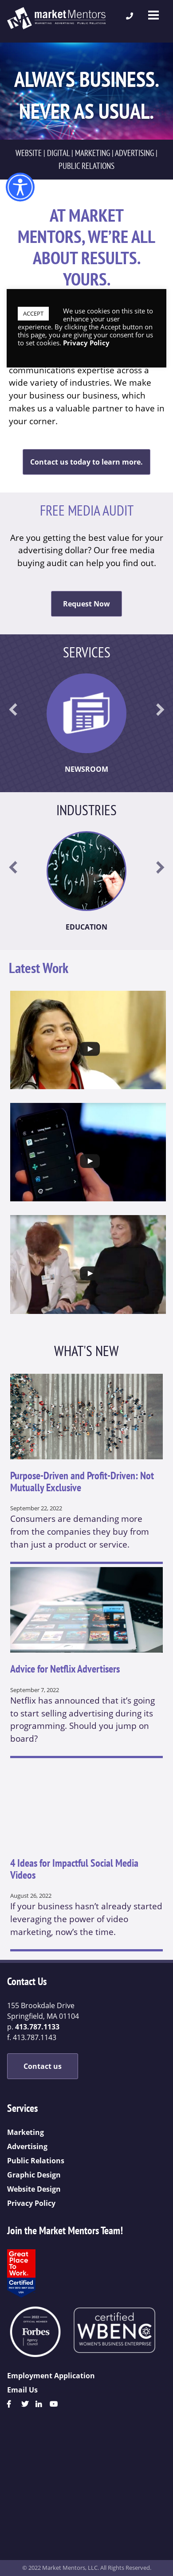 marketMentors
MARKETING . ADVERTISING . PUBLIC RELATIONS
ALWAYS BUSINESS.
NEVER AS USUAL.
WEBSITE | DIGITAL | MARKETING | ADVERTISING |
PUBLIC RELATIONS
AT MARKET
MENTORS, WE'RE ALL
ABOUT RESULTS.
YOURS.
ACCEPT
We use cookies on this site to
enhance your user
experience. By clicking the Accept button on
this page, you are giving your consent for us
to set cookies. Privacy Policy
communications expertise across a
wide variety of industries. We make
your business our business, which
makes us a valuable partner to have in
your corner.
Contact us today to learn more.
FREE MEDIA AUDIT
Are you getting the best value for your
advertising dollar? Our free media
buying audit can help you find out.
Request Now
SERVICES
NEWSROOM
INDUSTRIES
EDUCATION
Latest Work
WHAT'S NEW
Purpose-Driven and Profit-Driven: Not
Mutually Exclusive
September 22, 2022
Consumers are demanding more
from the companies they buy from
than just a product or service.
Advice for Netflix Advertisers
September 7, 2022
Netflix has announced that it's going
to start selling advertising during its
programming. Should you jump on
board?
4 Ideas for Impactful Social Media
Videos
August 26, 2022
If your business hasn't already started
leveraging the power of video
marketing, now's the time.
Contact Us
155 Brookdale Drive
Springfield, MA 01104
p. 413.787.1133
f. 413.787.1143
Contact us
Services
Marketing
Advertising
Public Relations
Graphic Design
Website Design
Privacy Policy
Join the Market Mentors Team!
Great
Place
To
Work.
Certified
2022 OFFICIAL MEMBER
Forbes
Agency
Council
certified
WBENC
WOMEN'S BUSINESS ENTERPRISE
Employment Application
Email Us
© 2022 Market Mentors, LLC. All Rights Reserved.